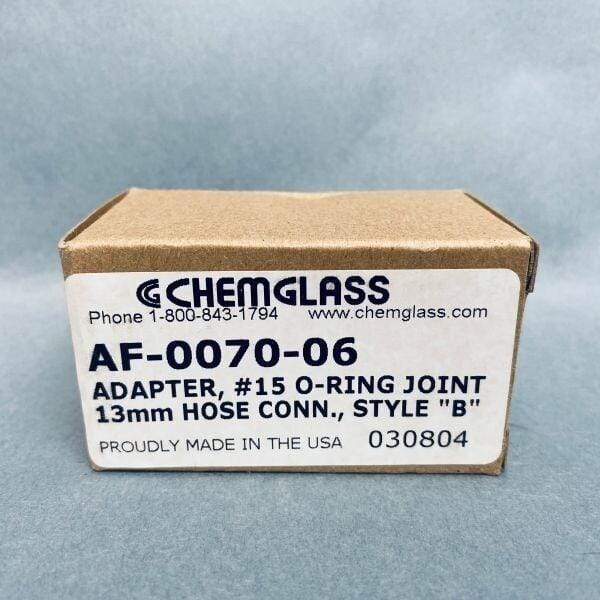 CG CHEMGLASS
Phone 1-800-843-1794 www.chemglass.com
AF-0070-06
ADAPTER, #15 O-RING JOINT
13mm HOSE CONN., STYLE "B"
PROUDLY MADE IN THE USA 030804